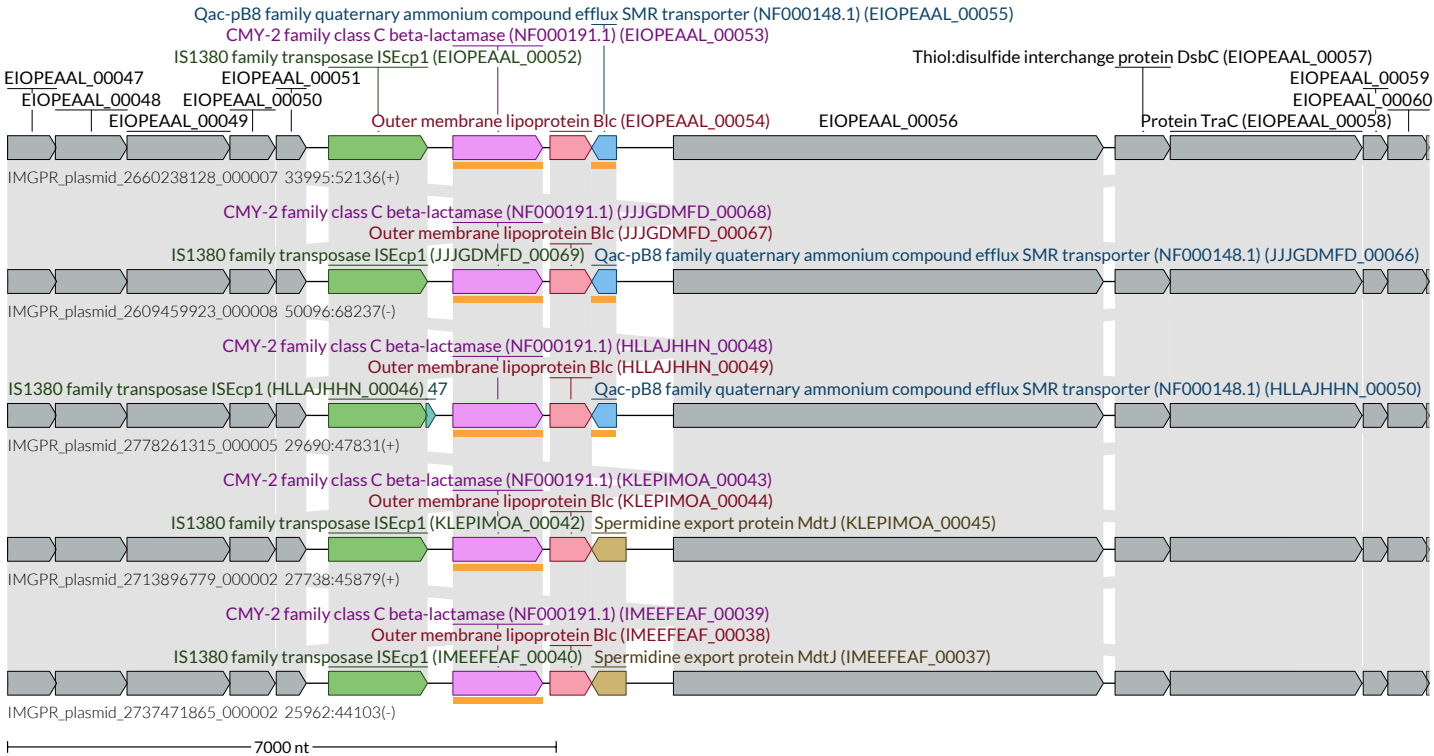 Qac-pB8 family quaternary ammonium compound efflux SMR transporter (NF000148.1) (EIOPEAAL_00055)
CMY-2 family class C beta-lactamase (NF000191.1) (EIOPEAAL_00053)
IS1380 family transposase ISEcp1 (EIOPEAAL_00052) Thiol:disulfide interchange protein DsbC (EIOPEAAL_00057)
EIOPEAAL_00047 EIOPEAAL_00051 EIOPEAAL_00059
EIOPEAAL_00048 EIOPEAAL_00050 EIOPEAAL_00060
EIOPEAAL_00049 Outer membrane lipoprotein Blc (EIOPEAAL_00054) EIOPEAAL_00056 Protein TraC (EIOPEAAL_00058)
IMGPR_plasmid_2660238128_000007 33995:52136(+)
CMY-2 family class C beta-lactamase (NF000191.1) (JJJGDMFD_00068)
Outer membrane lipoprotein Blc (JJJGDMFD_00067)
IS1380 family transposase ISEcp1 (JJJGDMFD_00069) Qac-pB8 family quaternary ammonium compound efflux SMR transporter (NF000148.1) (JJJGDMFD_00066)
IMGPR_plasmid_2609459923_000008 50096:68237(-)
CMY-2 family class C beta-lactamase (NF000191.1) (HLLAJHHN_00048)
Outer membrane lipoprotein Blc (HLLAJHHN_00049)
IS1380 family transposase ISEcp1 (HLLAJHHN_00046) 47 Qac-pB8 family quaternary ammonium compound efflux SMR transporter (NF000148.1) (HLLAJHHN_00050)
IMGPR_plasmid_2778261315_000005 29690:47831(+)
CMY-2 family class C beta-lactamase (NF000191.1) (KLEPIMOA_00043)
Outer membrane lipoprotein Blc (KLEPIMOA_00044)
IS1380 family transposase ISEcp1 (KLEPIMOA_00042) Spermidine export protein MdtJ (KLEPIMOA_00045)
IMGPR_plasmid_2713896779_000002 27738:45879(+)
CMY-2 family class C beta-lactamase (NF000191.1) (IMEEFEAF_00039)
Outer membrane lipoprotein Blc (IMEEFEAF_00038)
IS1380 family transposase ISEcp1 (IMEEFEAF_00040) Spermidine export protein MdtJ (IMEEFEAF_00037)
IMGPR_plasmid_2737471865_000002 25962:44103(-)
7000 nt